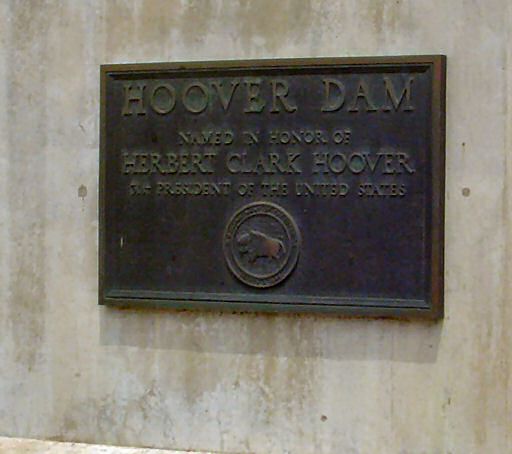 HOOVER DAM
NAMED IN HONOR OF
HERBERT CLARK HOOVER
31ST PRESIDENT OF THE UNITED STATES